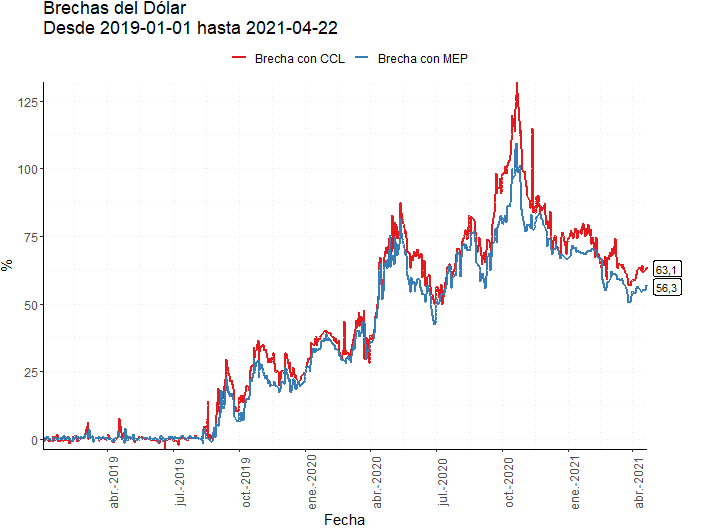 Brechas del Dólar
Desde 2019-01-01 hasta 2021-04-22
Brecha con CCL
Brecha con MEP
%
125
100
75
50
25
0
63,1
56,3
abr.-2019
jul.-2019
oct.-2019
ene.-2020
abr.-2020
jul.-2020
oct.-2020
ene.-2021
abr.-2021
Fecha